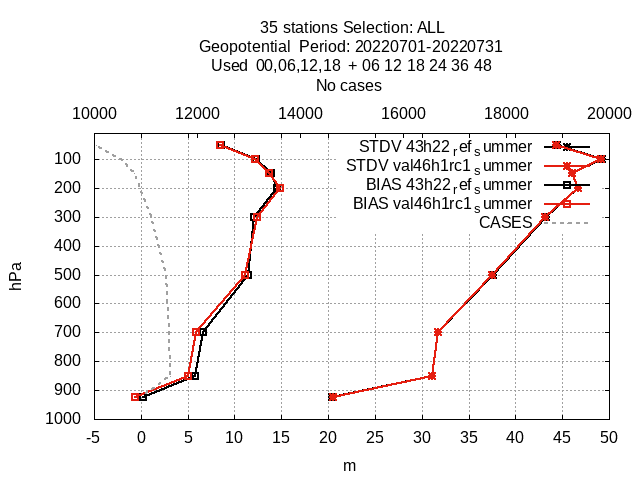 35 stations Selection: ALL
Geopotential Period: 20220701-20220731
Used 00,06,12,18 + 06 12 18 24 36 48
No cases
10000 12000 14000 16000 18000 20000
STDV 43h22_ref_summer
STDV val46h1rc1_summer
BIAS 43h22_ref_summer
BIAS val46h1rc1_summer
CASES
hPa
100
200
300
400
500
600
700
800
900
1000
-5 0 5 10 15 20 25 30 35 40 45 50
m